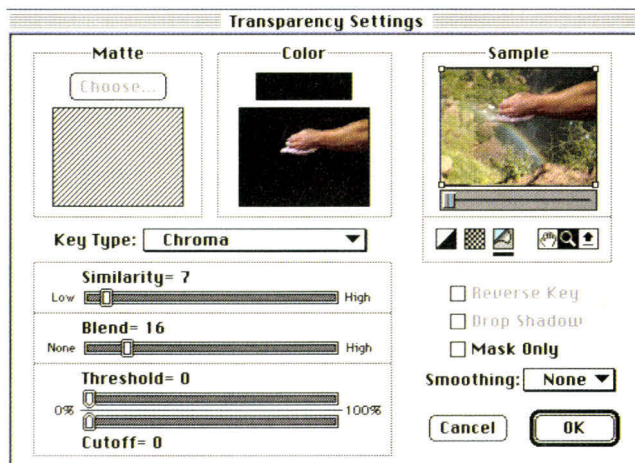 Transparency Settings
Matte
Color
Sample
Choose...
Key Type: Chroma
Similarity= 7
Low
High
Blend= 16
None
High
Threshold= 0
0%
100%
Cutoff= 0
Reverse Key
Drop Shadow
Mask Only
Smoothing: None
Cancel
OK